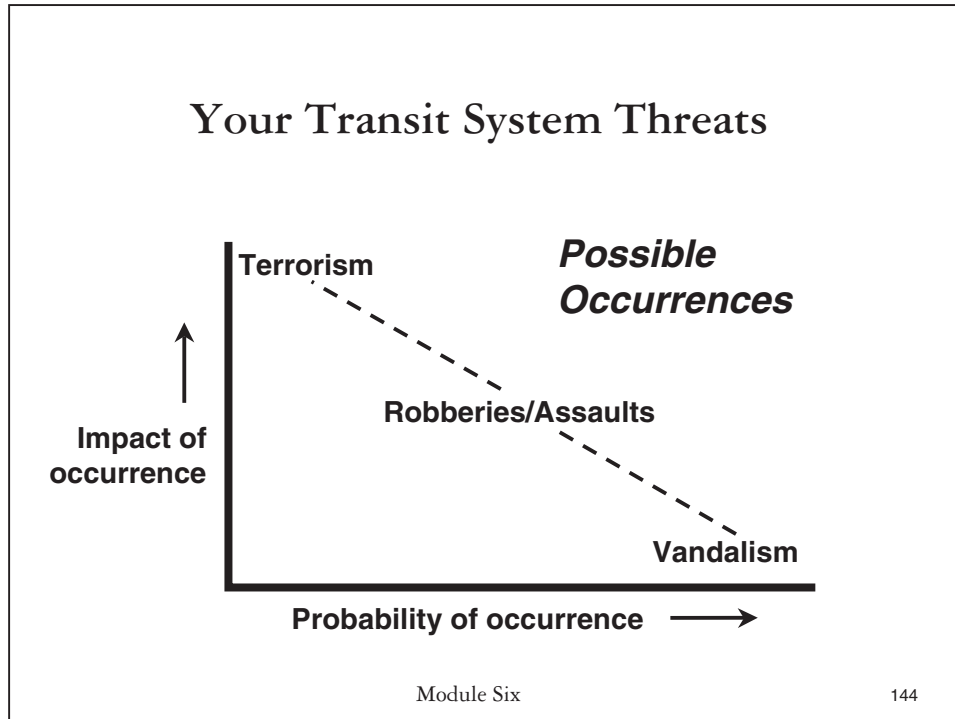 Your Transit System Threats
Possible
Occurrences
Terrorism
Robberies/Assaults
Impact of
occurrence
Vandalism
Probability of occurrence
Module Six
144